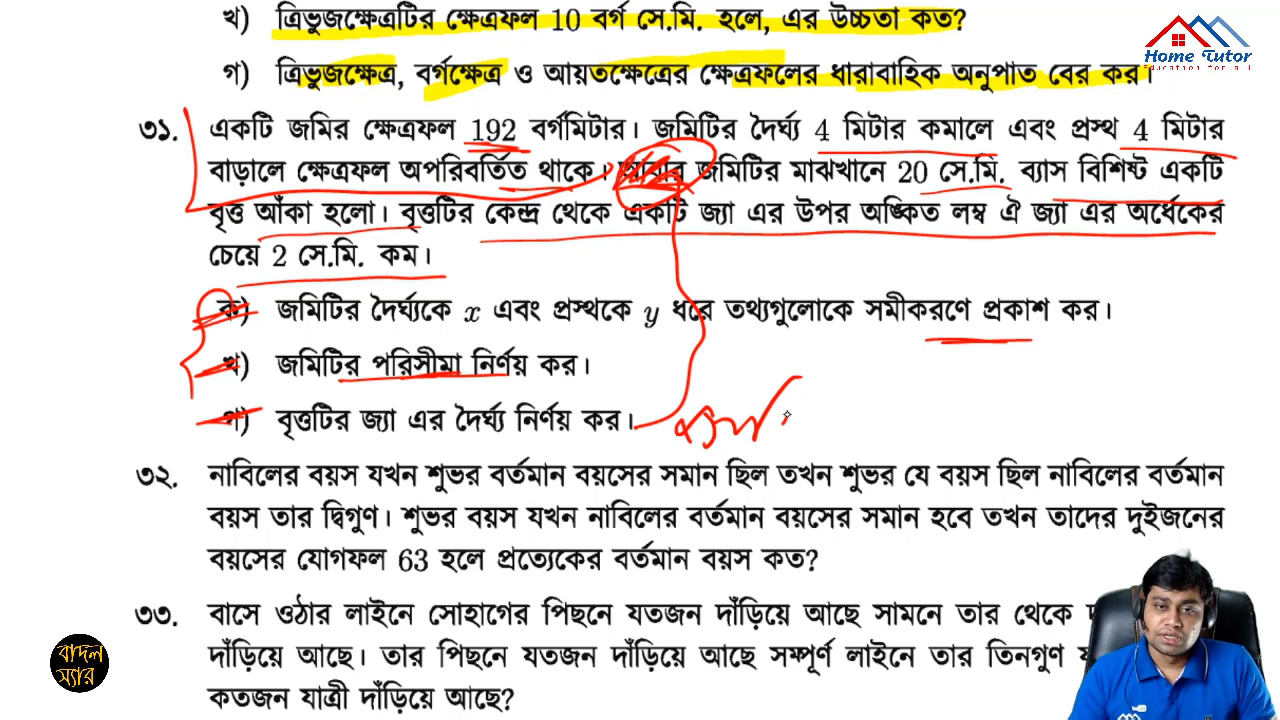 খ) ত্রিভুজক্ষেত্রটির ক্ষেত্রফল 10 বর্গ সে.মি. হলে, এর উচ্চতা কত?
Home Tutor
Education for all
গ) ত্রিভুজক্ষেত্র, বর্গক্ষেত্র ও আয়তক্ষেত্রের ক্ষেত্রফলের ধারাবাহিক অনুপাত বের কর।
৩১. একটি জমির ক্ষেত্রফল 192 বর্গমিটার। জমিটির দৈর্ঘ্য 4 মিটার কমালে এবং প্রস্থ 4 মিটার
বাড়ালে ক্ষেত্রফল অপরিবর্তিত থাকে। আবার জমিটির মাঝখানে 20 সে.মি. ব্যাস বিশিষ্ট একটি
বৃত্ত আঁকা হলো। বৃত্তটির কেন্দ্র থেকে একটি জ্যা এর উপর অঙ্কিত লম্ব ঐ জ্যা এর অর্ধেকের
চেয়ে 2 সে.মি. কম।
ক) জমিটির দৈর্ঘ্যকে x এবং প্রস্থকে y ধরে তথ্যগুলোকে সমীকরণে প্রকাশ কর।
খ) জমিটির পরিসীমা নির্ণয় কর।
গ) বৃত্তটির জ্যা এর দৈর্ঘ্য নির্ণয় কর।
৩২. নাবিলের বয়স যখন শুভর বর্তমান বয়সের সমান ছিল তখন শুভর যে বয়স ছিল নাবিলের বর্তমান
বয়স তার দ্বিগুণ। শুভর বয়স যখন নাবিলের বর্তমান বয়সের সমান হবে তখন তাদের দুইজনের
বয়সের যোগফল 63 হলে প্রত্যেকের বর্তমান বয়স কত?
৩৩. বাসে ওঠার লাইনে সোহাগের পিছনে যতজন দাঁড়িয়ে আছে সামনে তার থেকে
দাঁড়িয়ে আছে। তার পিছনে যতজন দাঁড়িয়ে আছে সম্পূর্ণ লাইনে তার তিনগুণ
কতজন যাত্রী দাঁড়িয়ে আছে?
বাদল
স্যার